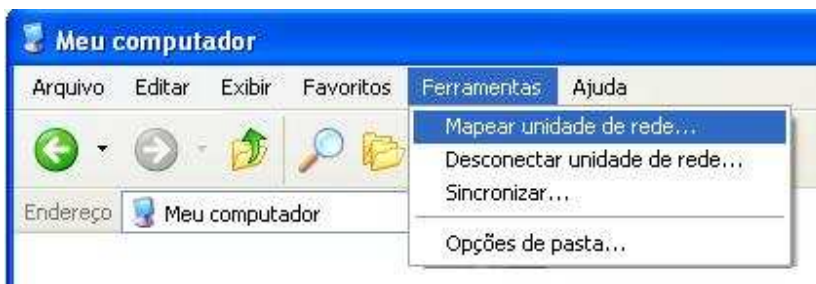 Meu computador
Arquivo Editar Exibir Favoritos Ferramentas Ajuda
Mapear unidade de rede...
Desconectar unidade de rede...
Sincronizar...
Opções de pasta...
Endereço Meu computador